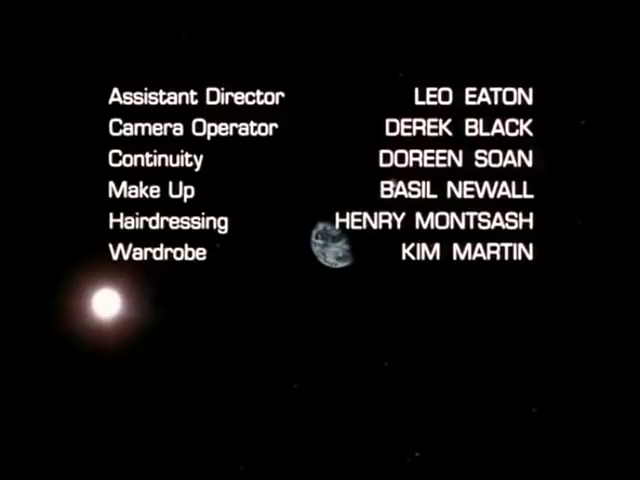 Assistant Director LEO EATON
Camera Operator DEREK BLACK
Continuity DOREEN SOAN
Make Up BASIL NEWALL
Hairdressing HENRY MONTSASH
Wardrobe KIM MARTIN